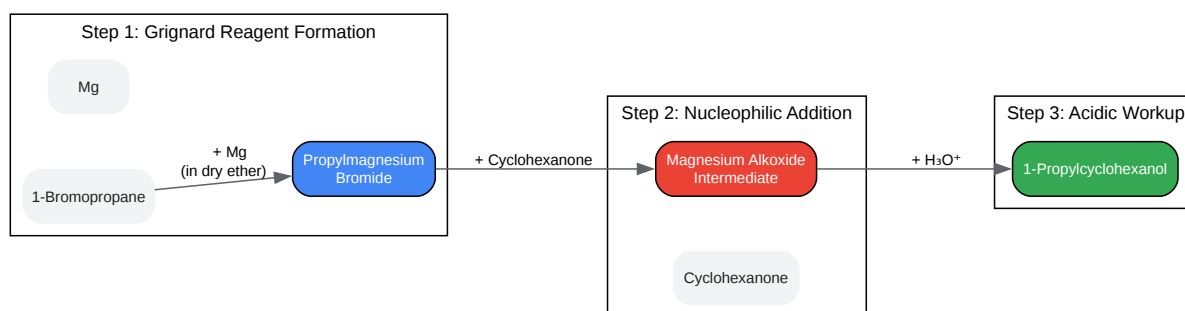 Step 1: Grignard Reagent Formation
Mg
1-Bromopropane
+ Mg
(in dry ether)
Propylmagnesium
Bromide
+ Cyclohexanone
Step 2: Nucleophilic Addition
Magnesium Alkoxide
Intermediate
Cyclohexanone
+ H₃O⁺
Step 3: Acidic Workup
1-Propylcyclohexanol